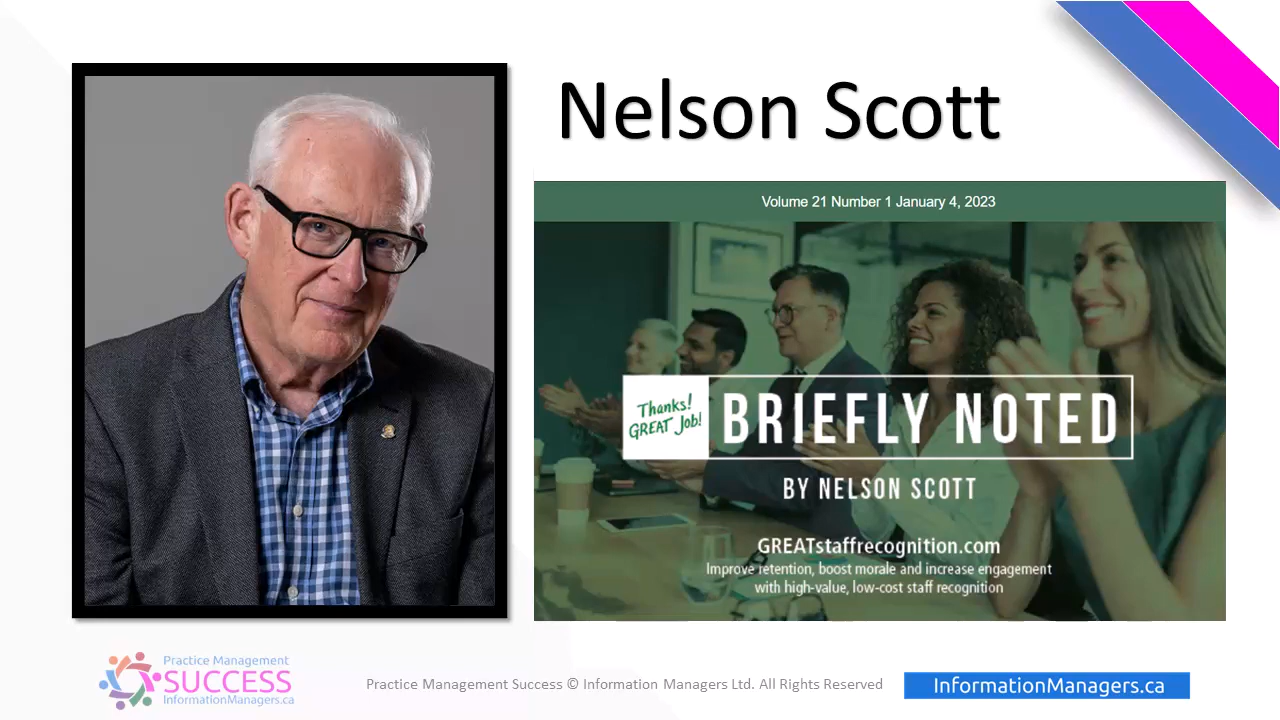 Nelson Scott
Volume 21 Number 1 January 4, 2023
Thanks!
GREAT Job!
BRIEFLY NOTED
BY NELSON SCOTT
GREATstaffrecognition.com
Improve retention, boost morale and increase engagement
with high-value, low-cost staff recognition
Practice Management
SUCCESS
InformationManagers.ca
Practice Management Success © Information Managers Ltd. All Rights Reserved
InformationManagers.ca